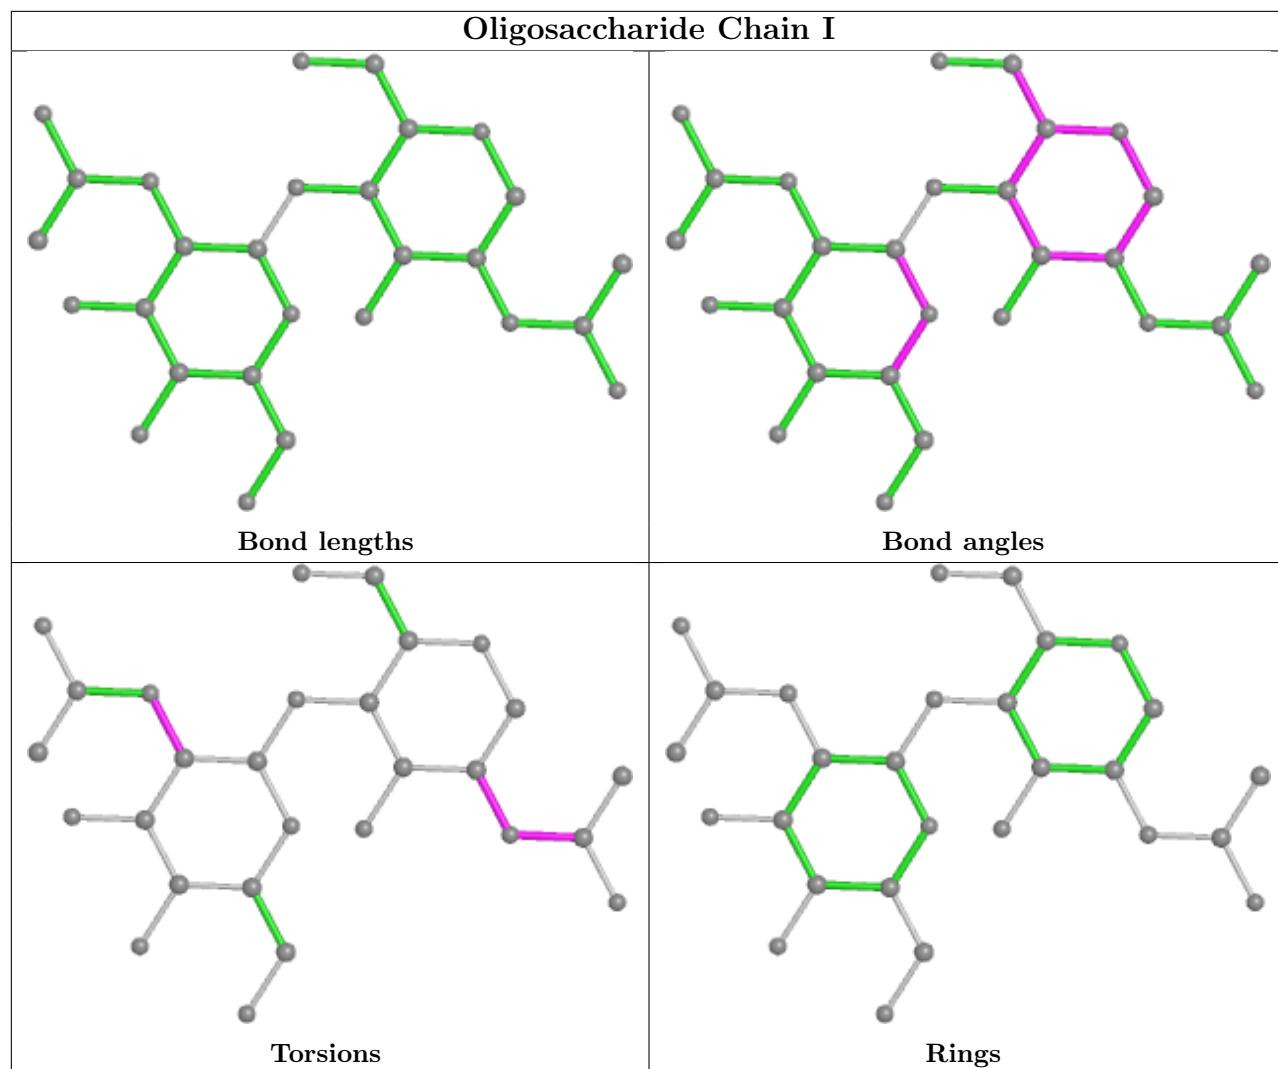 Oligosaccharide Chain I
Bond lengths
Bond angles
Torsions
Rings